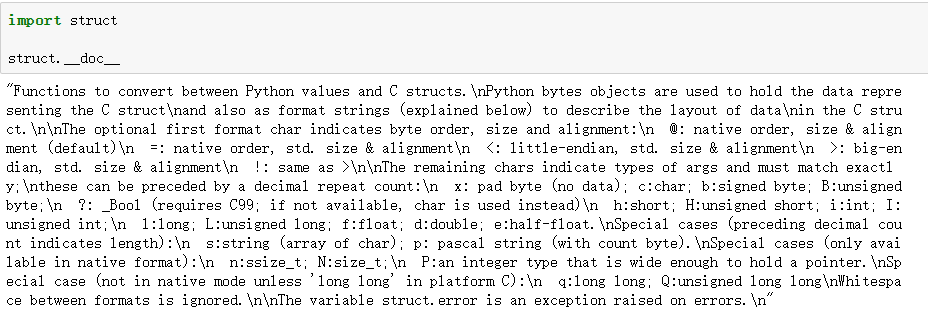 import struct
struct.__doc__
"Functions to convert between Python values and C structs.\nPython bytes objects are used to hold the data repre
senting the C struct\nand also as format strings (explained below) to describe the layout of data\nin the C stru
ct.\n\nThe optional first format char indicates byte order, size and alignment:\n  @: native order, size & align
ment (default)\n  =: native order, std. size & alignment\n  <: little-endian, std. size & alignment\n  >: big-en
dian, std. size & alignment\n  !: same as >\n\nThe remaining chars indicate types of args and must match exactl
y;\nthese can be preceded by a decimal repeat count:\n  x: pad byte (no data); c:char; b:signed byte; B:unsigned
byte;\n  ?: _Bool (requires C99; if not available, char is used instead)\n  h:short; H:unsigned short; i:int; I:
unsigned int;\n  l:long; L:unsigned long; f:float; d:double; e:half-float.\nSpecial cases (preceding decimal cou
nt indicates length):\n  s:string (array of char); p: pascal string (with count byte).\nSpecial cases (only avai
lable in native format):\n  n:ssize_t; N:size_t;\n  P:an integer type that is wide enough to hold a pointer.\nSp
ecial case (not in native mode unless 'long long' in platform C):\n  q:long long; Q:unsigned long long\nWhitespa
ce between formats is ignored.\n\nThe variable struct.error is an exception raised on errors.\n"